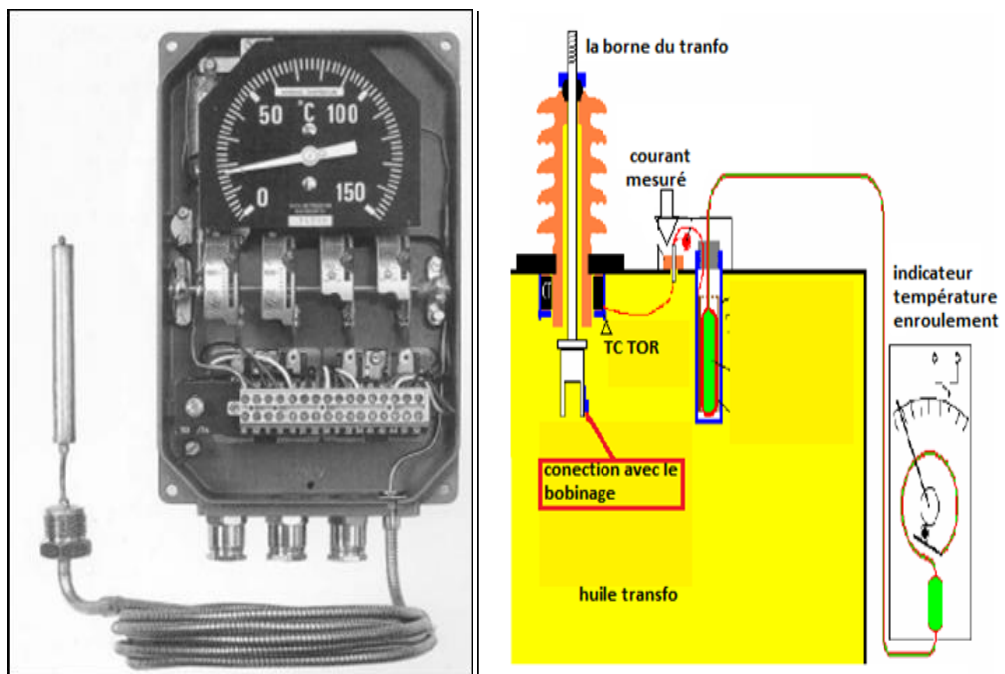 50 °C 100
0 150
la borne du tranfo
courant
mesuré
indicateur
température
enroulement
TC TOR
conection avec le
bobinage
huile transfo